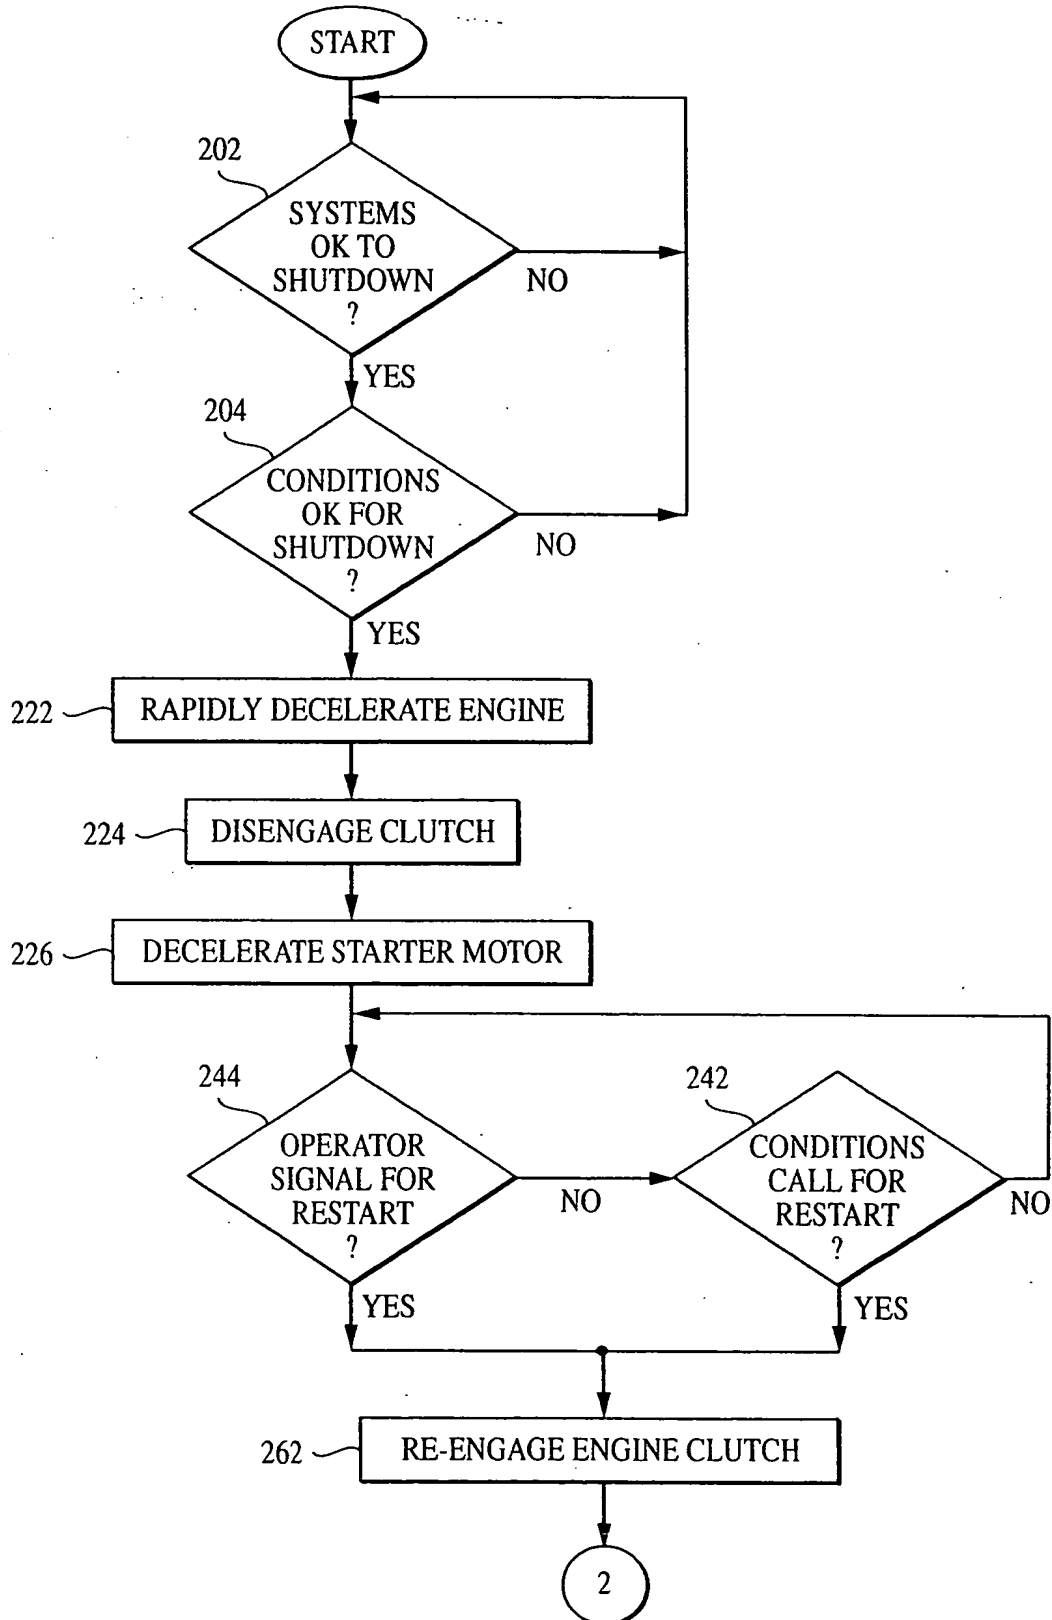 START
202
SYSTEMS
OK TO
SHUTDOWN
?
NO
YES
204
CONDITIONS
OK FOR
SHUTDOWN
?
NO
YES
222
RAPIDLY DECELERATE ENGINE
224
DISENGAGE CLUTCH
226
DECELERATE STARTER MOTOR
244
OPERATOR
SIGNAL FOR
RESTART
?
NO
YES
242
CONDITIONS
CALL FOR
RESTART
?
NO
YES
262
RE-ENGAGE ENGINE CLUTCH
2